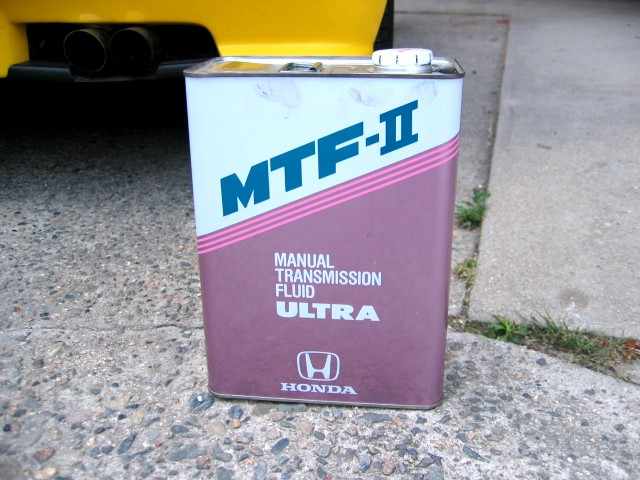 MTF-II
MANUAL
TRANSMISSION
FLUID
ULTRA
HONDA